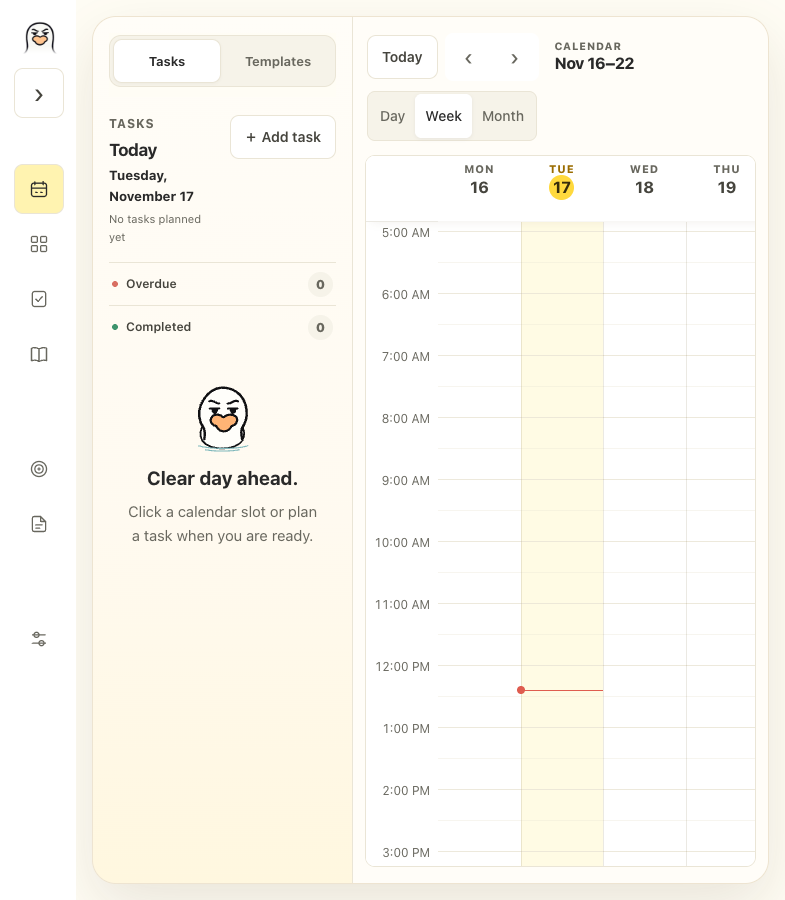 Tasks
Templates
TASKS
Today
Tuesday,
November 17
No tasks planned
yet
+ Add task
Overdue
0
Completed
0
Clear day ahead.
Click a calendar slot or plan
a task when you are ready.
Today
CALENDAR
Nov 16–22
Day
Week
Month
MON
16
TUE
17
WED
18
THU
19
5:00 AM
6:00 AM
7:00 AM
8:00 AM
9:00 AM
10:00 AM
11:00 AM
12:00 PM
1:00 PM
2:00 PM
3:00 PM